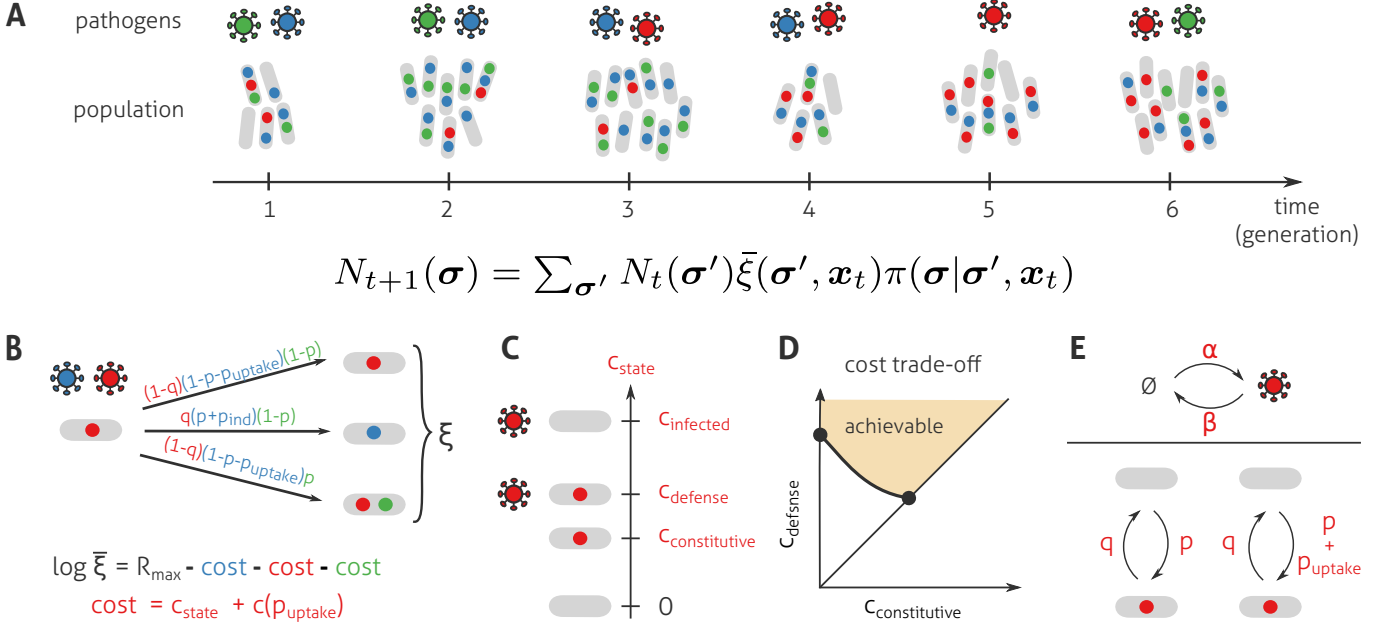 A
pathogens
population
1 2 3 4 5 6 time
(generation)
N_{t+1}(σ) = ∑_{σ′} N_t(σ′)ξ̄(σ′, x_t)π(σ|σ′, x_t)
B
(1-q)(1-p-p_uptake)(1-p)
q(p+p_ind)(1-p)
(1-q)(1-p-p_uptake)p
ξ
log ξ̄ = R_max - cost - cost - cost
cost = c_state + c(p_uptake)
C
c_state
c_infected
c_defense
c_constitutive
0
D
cost trade-off
achievable
c_defsnse
c_constitutive
E
α
∅
β
q p q p
+
p_uptake